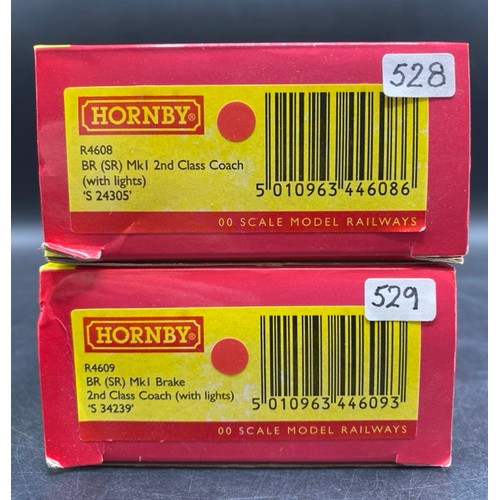 528
HORNBY®
R4608
BR (SR) Mk1 2nd Class Coach
(with lights)
'S 24305'
5 010963 446086
00 SCALE MODEL RAILWAYS
529
HORNBY®
R4609
BR (SR) Mk1 Brake
2nd Class Coach (with lights)
'S 34239'
5 010963 446093
00 SCALE MODEL RAILWAYS